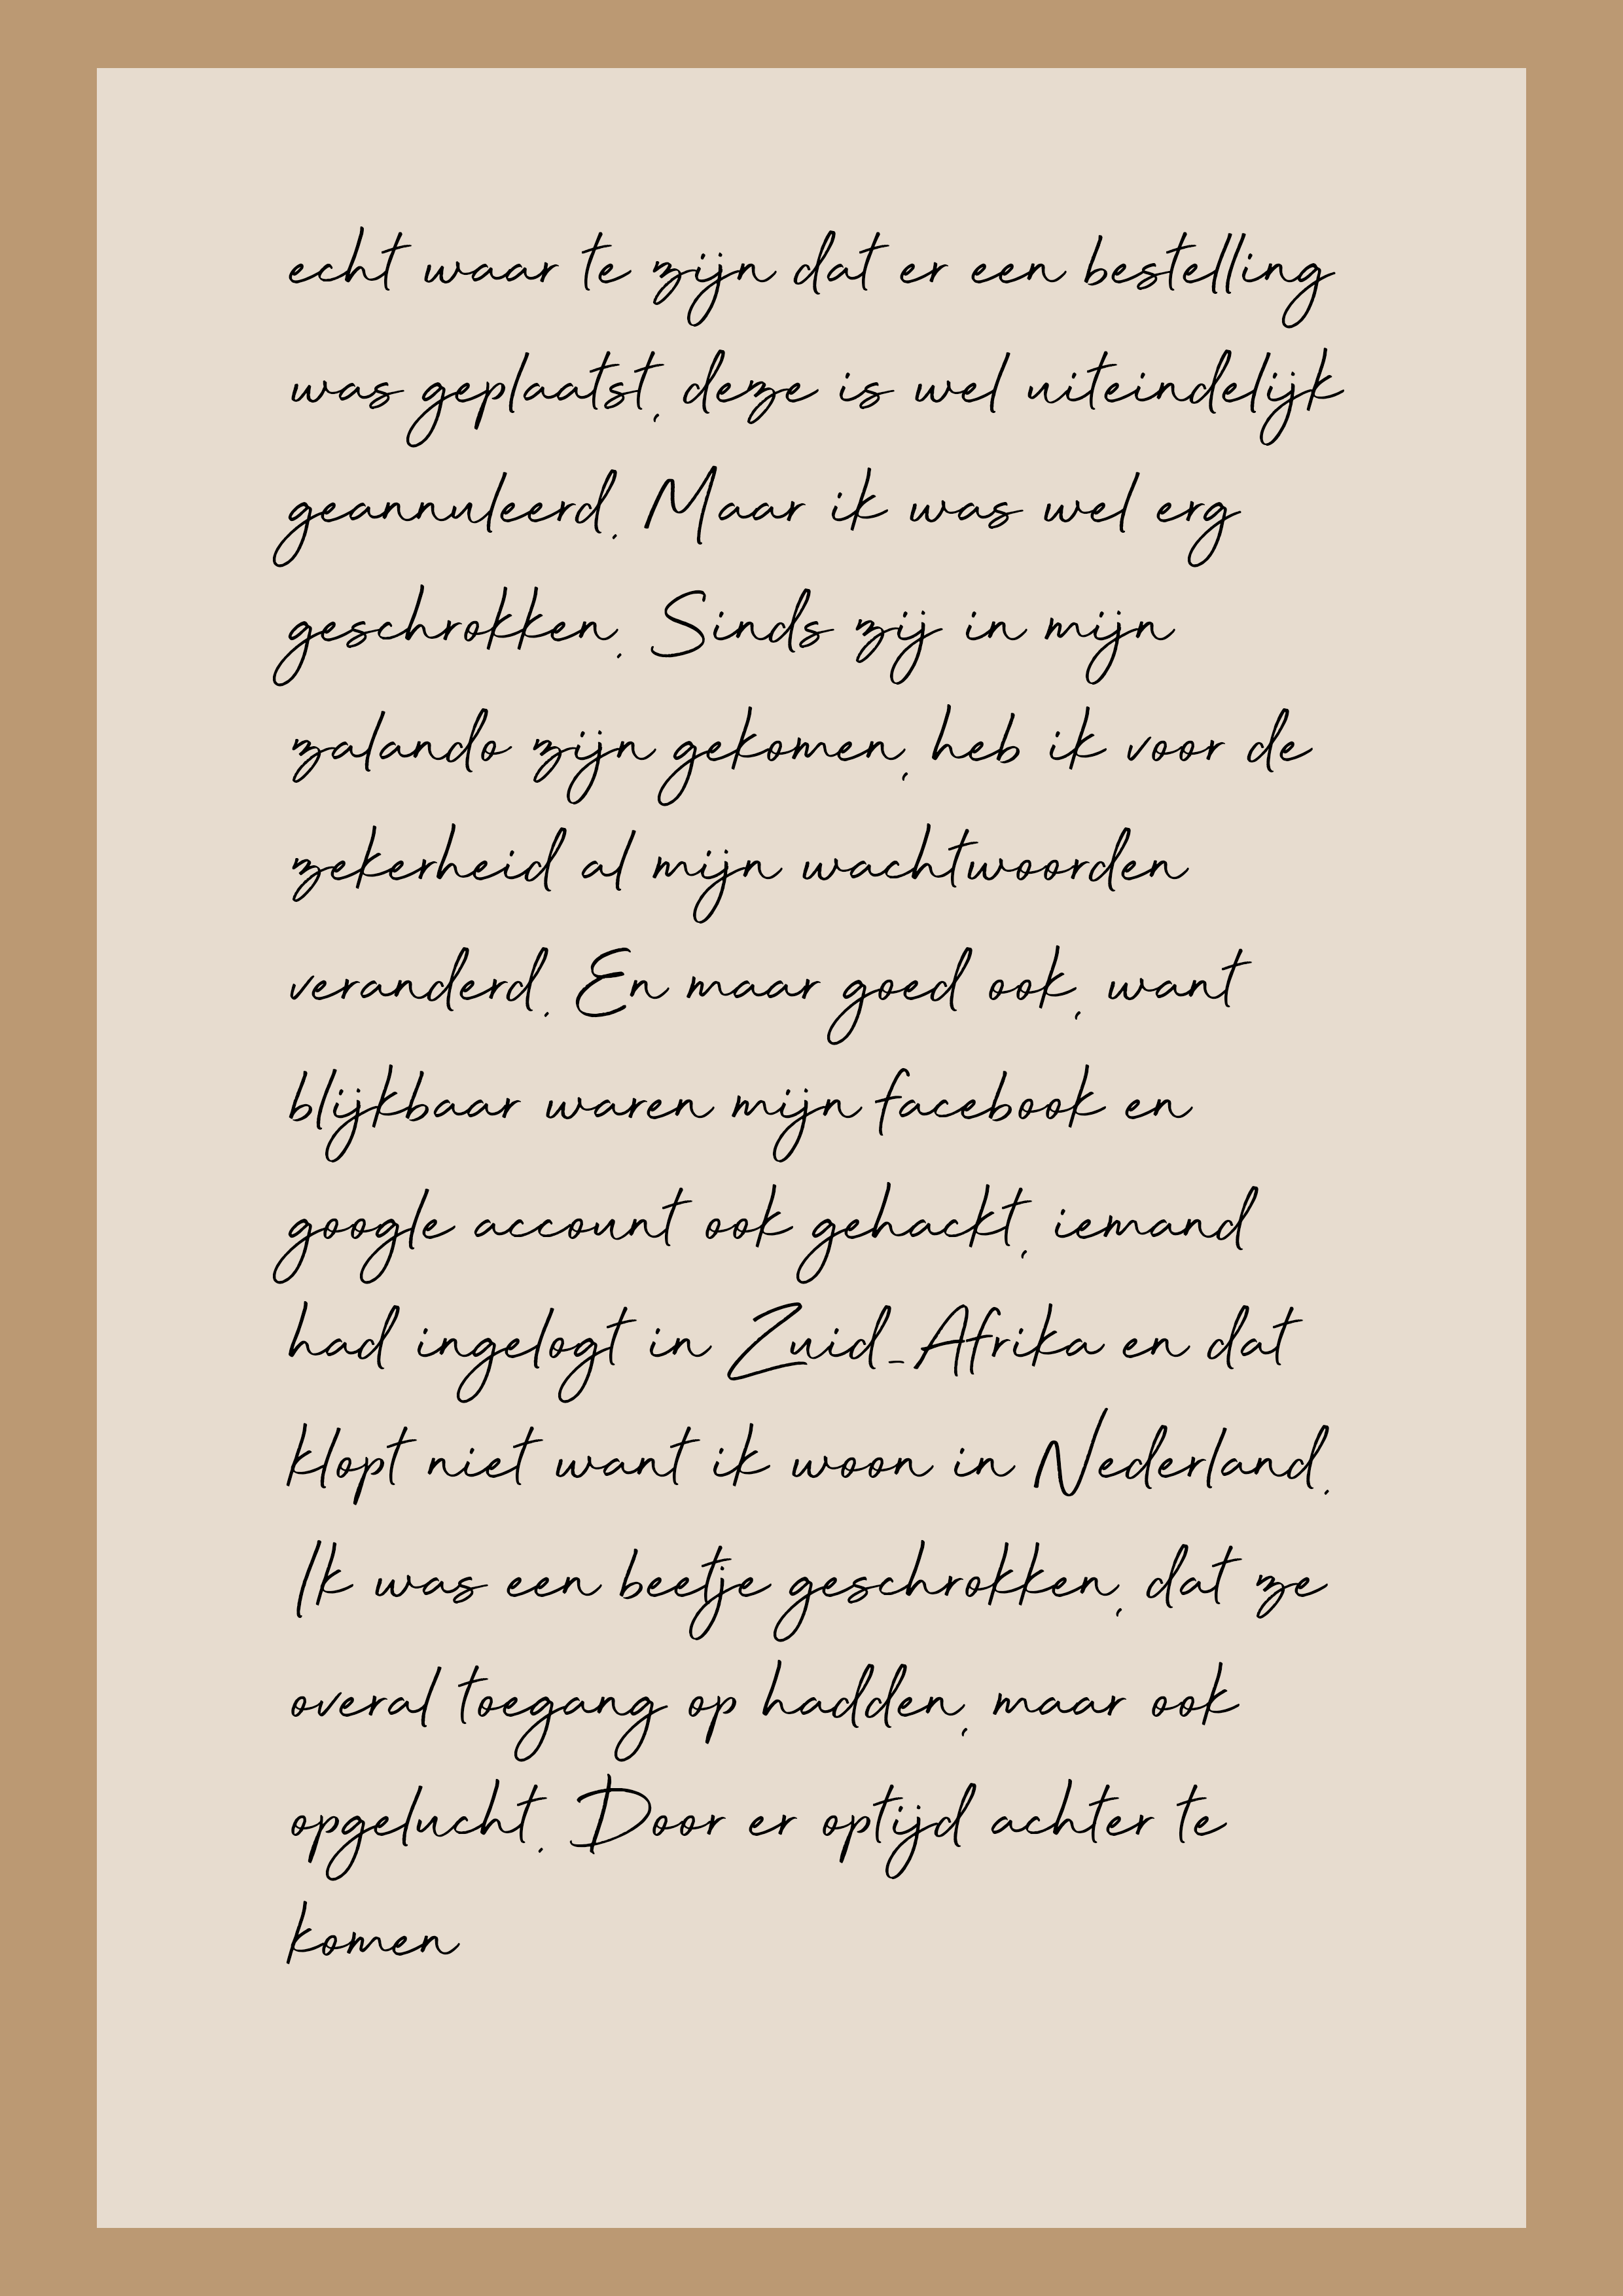 echt waar te zijn dat er een bestelling
was geplaatst, deze is wel uiteindelijk
geannuleerd. Maar ik was wel erg
geschrokken. Sinds zij in mijn
zalando zijn gekomen, heb ik voor de
zekerheid al mijn wachtwoorden
veranderd. En maar goed ook, want
blijkbaar waren mijn facebook en
google account ook gehackt, iemand
had ingelogt in Zuid-Afrika en dat
klopt niet want ik woon in Nederland.
Ik was een beetje geschrokken, dat ze
overal toegang op hadden, maar ook
opgelucht. Door er optijd achter te
komen